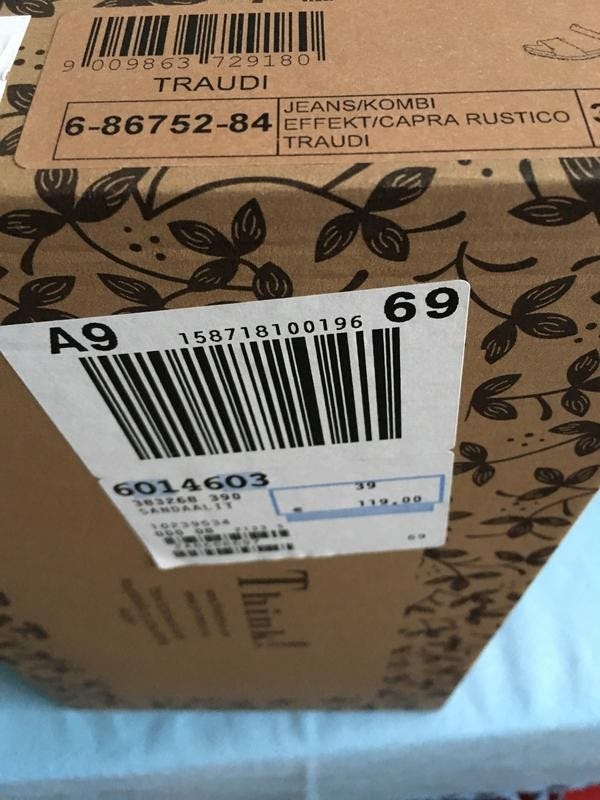 9 009863 729180
TRAUDI
6-86752-84
JEANS/KOMBI
EFFEKT/CAPRA RUSTICO
TRAUDI
A9
158718100196
69
6014603
383268 390
SANDAALIT
39
€ 119.00
10239534
69
Think!